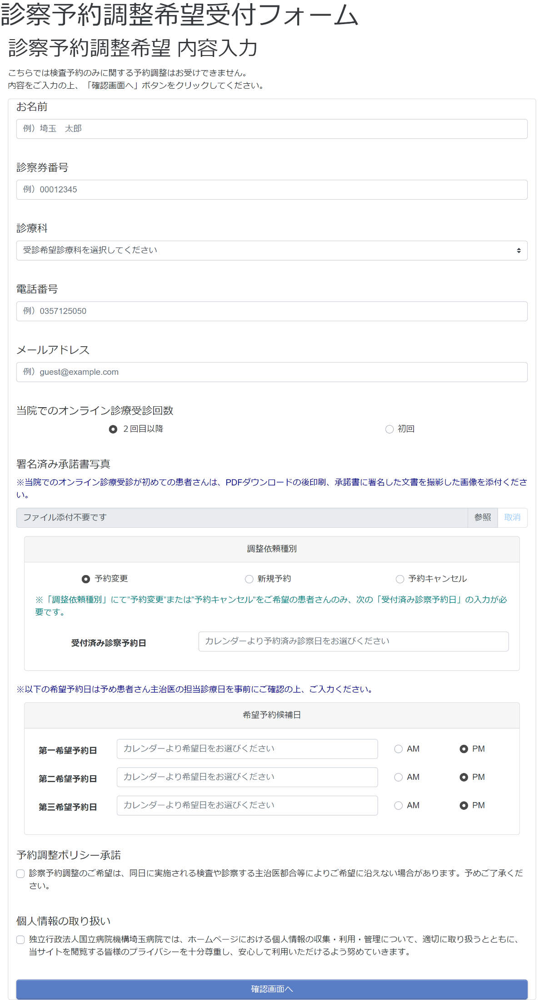 診察予約調整希望受付フォーム
診察予約調整希望 内容入力
こちらでは検査予約のみに関する予約調整はお受けできません。
内容をご入力の上、「確認画面へ」ボタンをクリックしてください。
お名前
例）埼玉　太郎
診察券番号
例）00012345
診療科
受診希望診療科を選択してください
電話番号
例）0357125050
メールアドレス
例）guest@example.com
当院でのオンライン診療受診回数
２回目以降 初回
署名済み承諾書写真
※当院でのオンライン診療受診が初めての患者さんは、PDFダウンロードの後印刷、承諾書に署名した文書を撮影した画像を添付くださ
い。
ファイル添付不要です 参照 取消
調整依頼種別
予約変更 新規予約 予約キャンセル
※「調整依頼種別」にて”予約変更”または”予約キャンセル”をご希望の患者さんのみ、次の「受付済み診察予約日」の入力が必
要です。
受付済み診察予約日 カレンダーより予約済み診察日をお選びください
※以下の希望予約日は予め患者さん主治医の担当診療日を事前にご確認の上、ご入力ください。
希望予約候補日
第一希望予約日 カレンダーより希望日をお選びください AM PM
第二希望予約日 カレンダーより希望日をお選びください AM PM
第三希望予約日 カレンダーより希望日をお選びください AM PM
予約調整ポリシー承諾
診察予約調整のご希望は、同日に実施される検査や診察する主治医都合等によりご希望に沿えない場合があります。予めご了承くだ
さい。
個人情報の取り扱い
独立行政法人国立病院機構埼玉病院では、ホームページにおける個人情報の収集・利用・管理について、適切に取り扱うとともに、
当サイトを閲覧する皆様のプライバシーを十分尊重し、安心して利用いただけるよう努めていきます。
確認画面へ